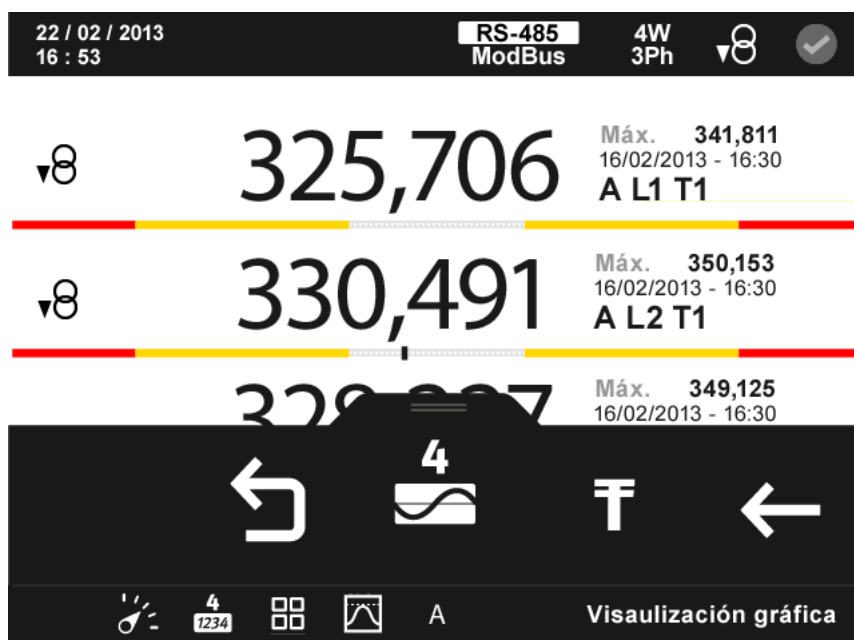 22 / 02 / 2013
16 : 53
RS-485
ModBus
4W
3Ph
325,706
Máx. 341,811
16/02/2013 - 16:30
A L1 T1
330,491
Máx. 350,153
16/02/2013 - 16:30
A L2 T1
Máx. 349,125
16/02/2013 - 16:30
4
4
1234
A
Visaulización gráfica